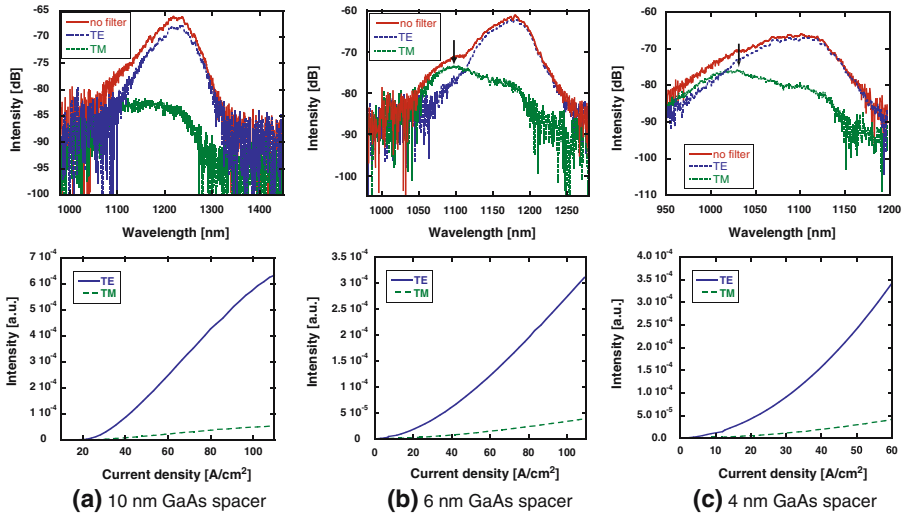 -65
-70
-75
-80
-85
-90
-95
-100
Intensity [dB]
no filter
TE
TM
1000 1100 1200 1300 1400
Wavelength [nm]
-60
-70
-80
-90
-100
Intensity [dB]
no filter
TE
TM
1000 1050 1100 1150 1200 1250
Wavelength [nm]
-60
-70
-80
-90
-100
-110
Intensity [dB]
no filter
TE
TM
950 1000 1050 1100 1150 1200
Wavelength [nm]
7 10⁻⁴
6 10⁻⁴
5 10⁻⁴
4 10⁻⁴
3 10⁻⁴
2 10⁻⁴
1 10⁻⁴
0
Intensity [a.u.]
TE
TM
20 40 60 80 100
Current density [A/cm²]
(a) 10 nm GaAs spacer
3.5 10⁻⁴
3 10⁻⁴
2.5 10⁻⁴
2 10⁻⁴
1.5 10⁻⁴
1 10⁻⁴
5 10⁻⁵
0
Intensity [a.u.]
TE
TM
0 20 40 60 80 100
Current density [A/cm²]
(b) 6 nm GaAs spacer
4.0 10⁻⁴
3.5 10⁻⁴
3.0 10⁻⁴
2.5 10⁻⁴
2.0 10⁻⁴
1.5 10⁻⁴
1.0 10⁻⁴
5.0 10⁻⁵
0.0
Intensity [a.u.]
TE
TM
0 10 20 30 40 50 60
Current density [A/cm²]
(c) 4 nm GaAs spacer